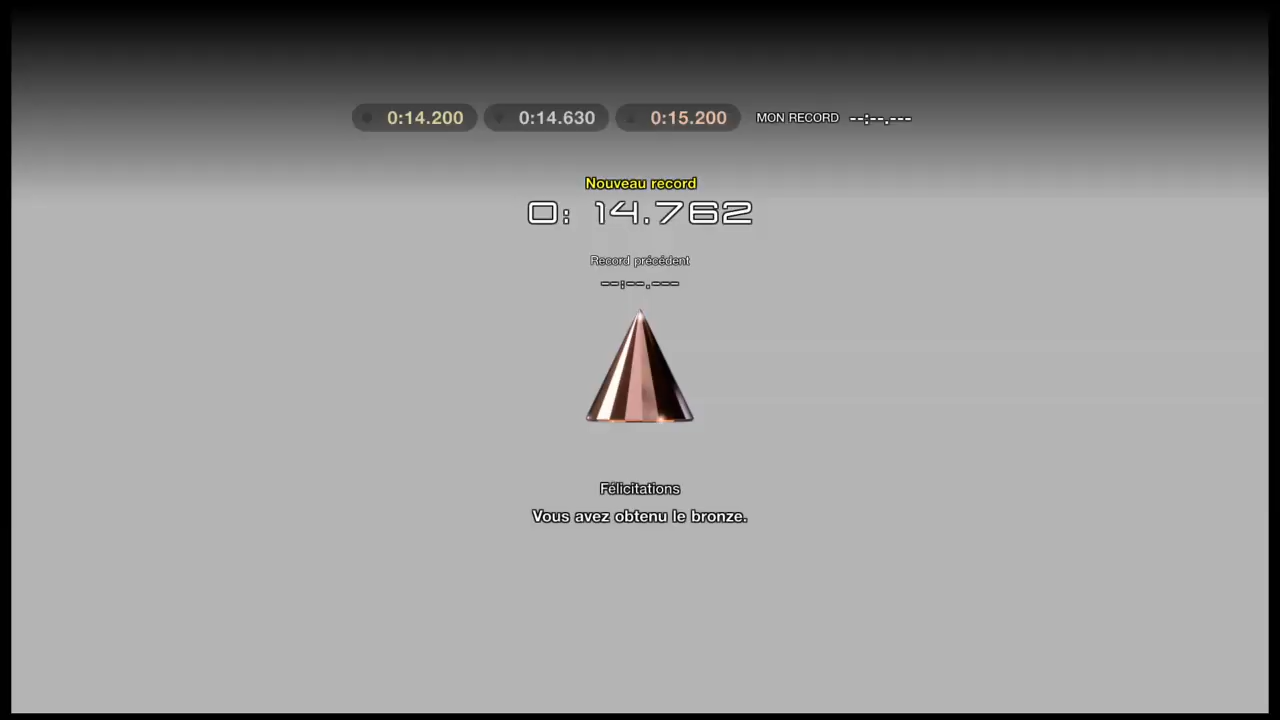 0:14.200 0:14.630 0:15.200 MON RECORD --:--.---
Nouveau record
0: 14.762
Record précédent
--:--.---
Félicitations
Vous avez obtenu le bronze.